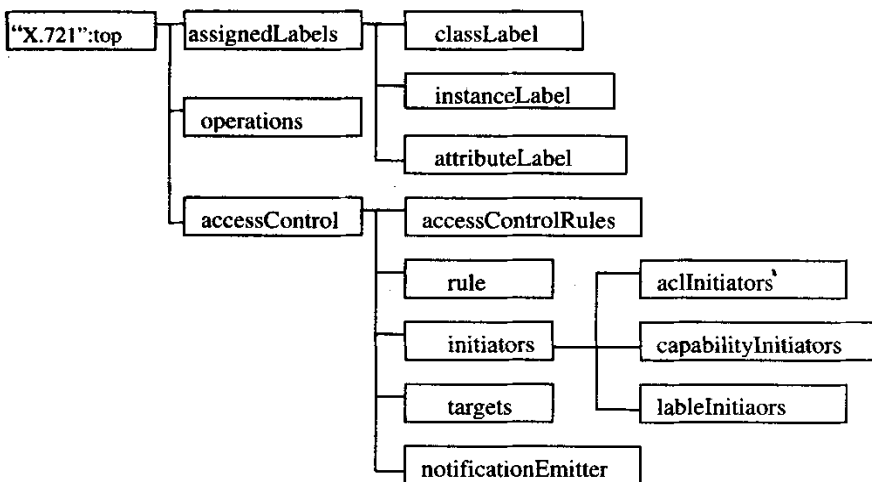 “X.721”:top
assignedLabels
classLabel
instanceLabel
operations
attributeLabel
accessControl
accessControlRules
rule
aclInitiators
initiators
capabilityInitiators
targets
lableInitiaors
notificationEmitter